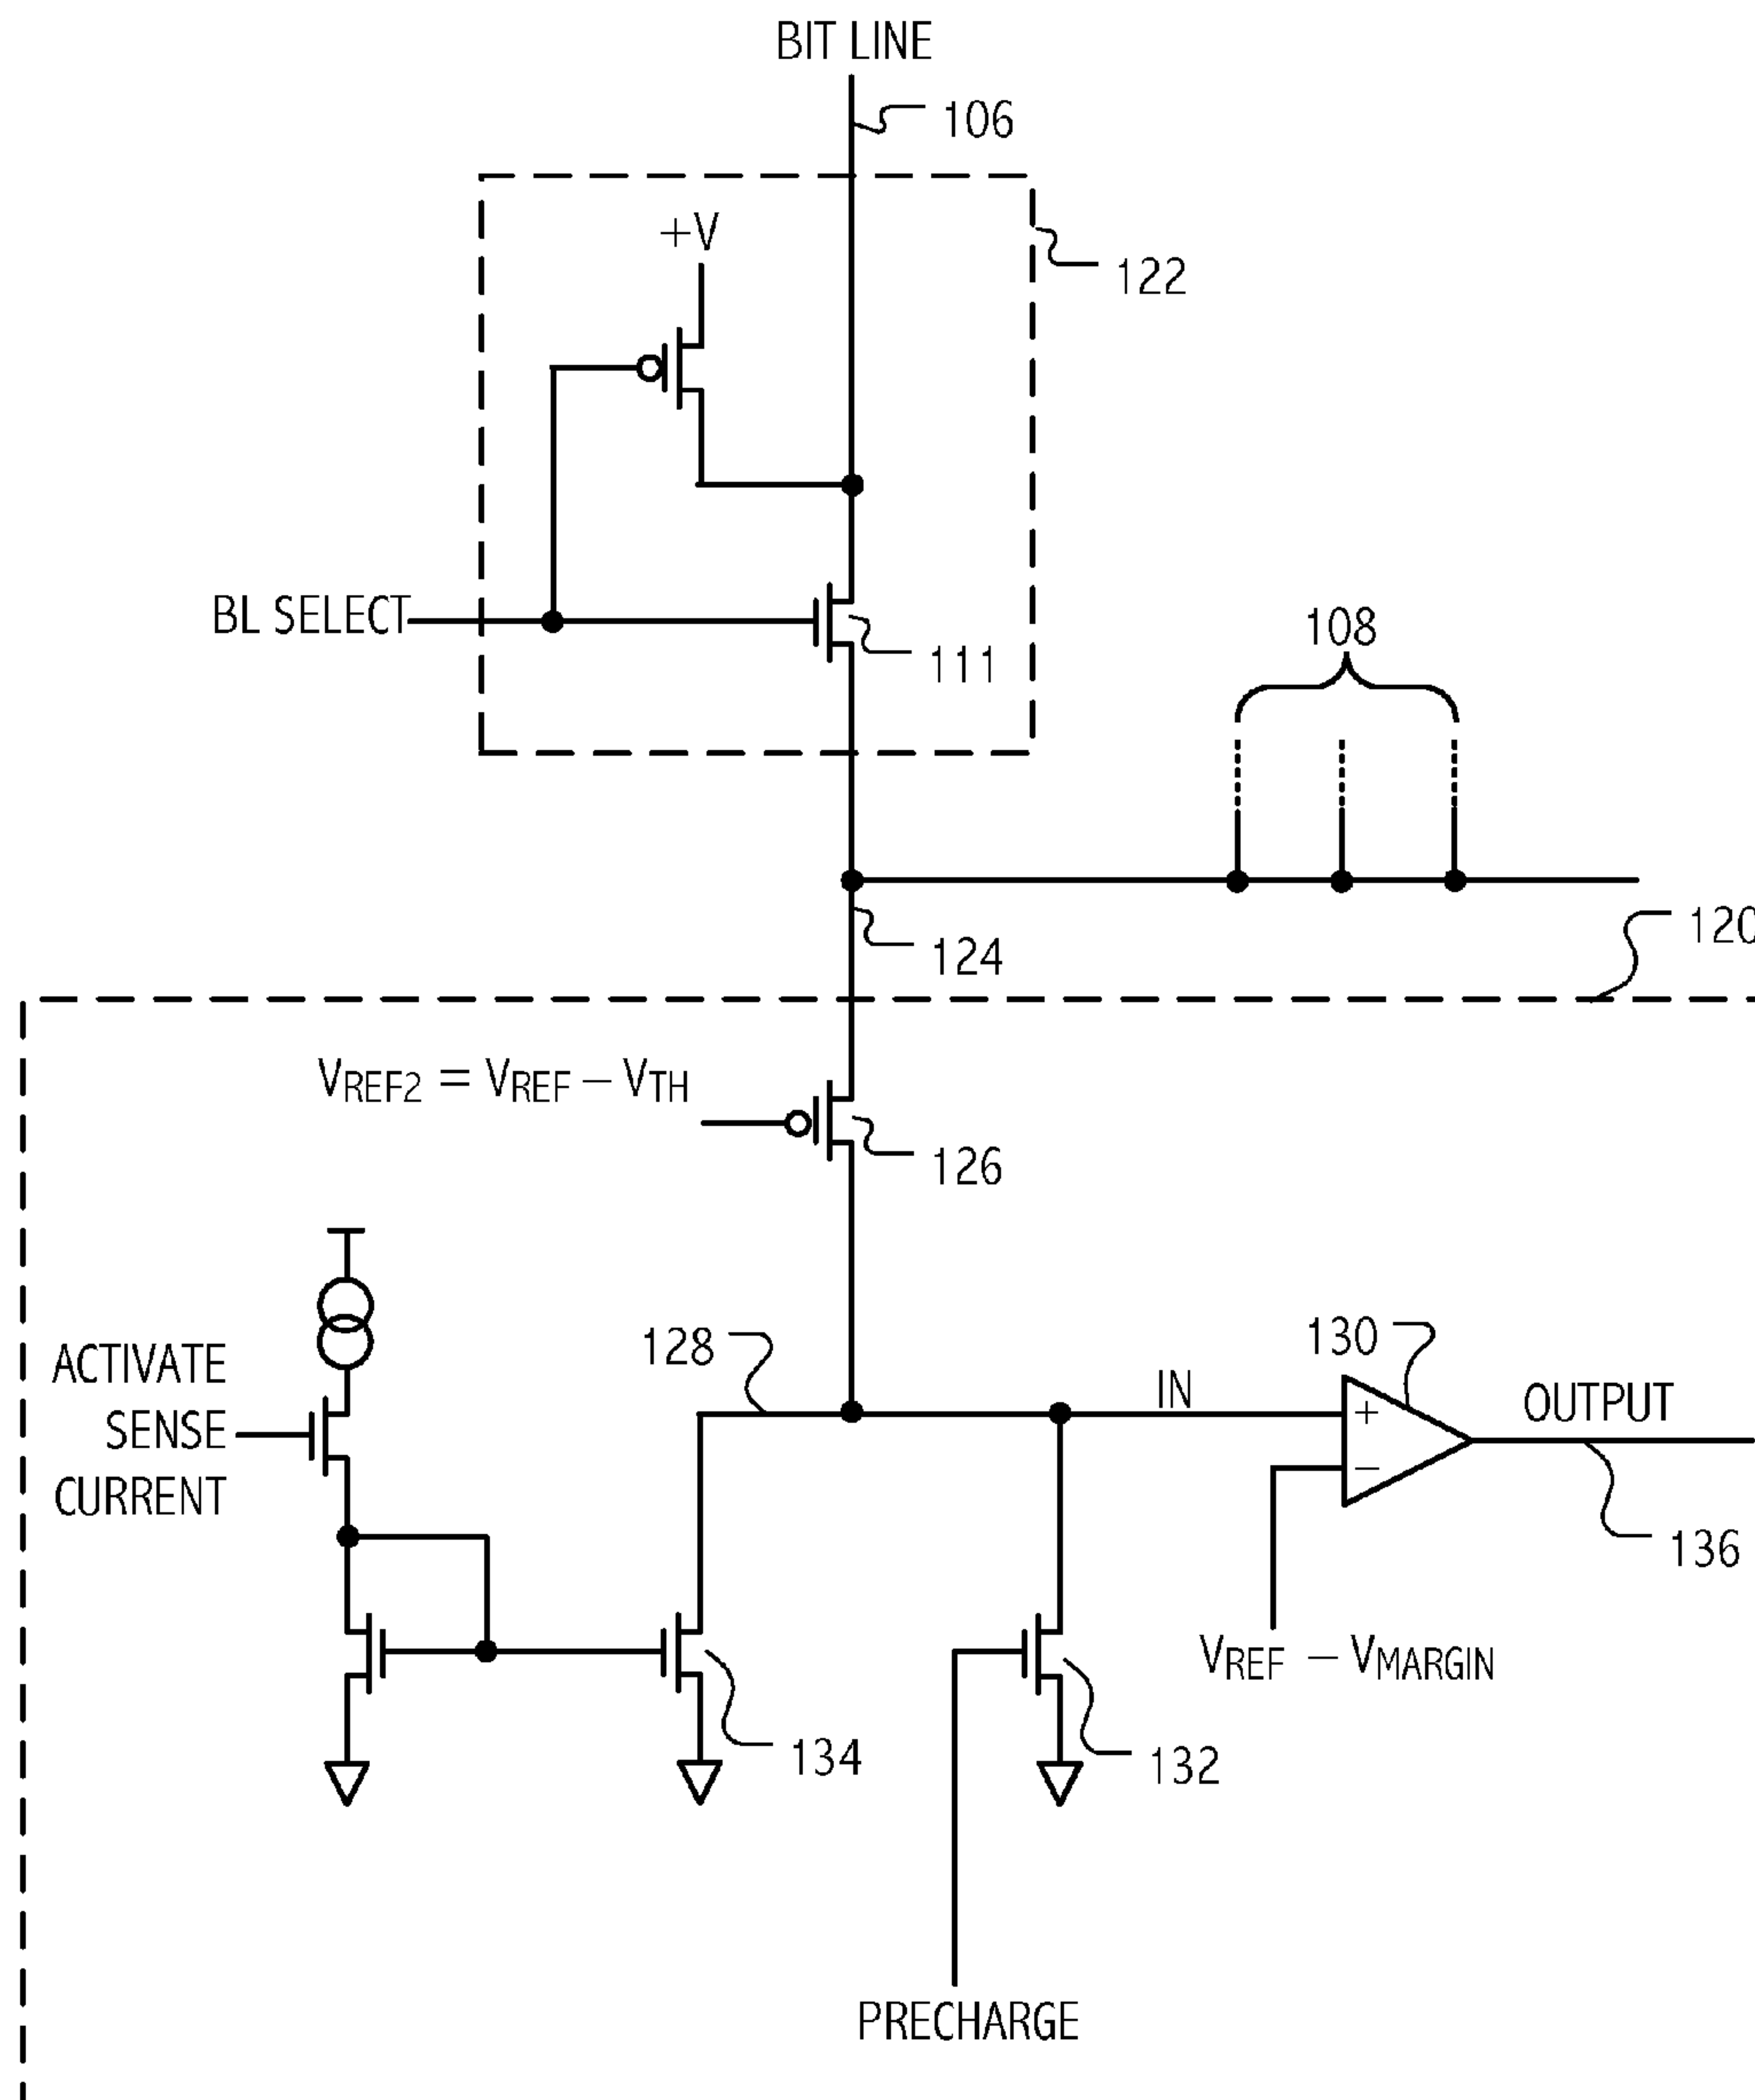 BIT LINE
106
+V
122
BL SELECT
111
108
124
120
VREF2 = VREF – VTH
126
128
130
ACTIVATE
SENSE
CURRENT
IN
+
–
OUTPUT
136
VREF – VMARGIN
134
132
PRECHARGE